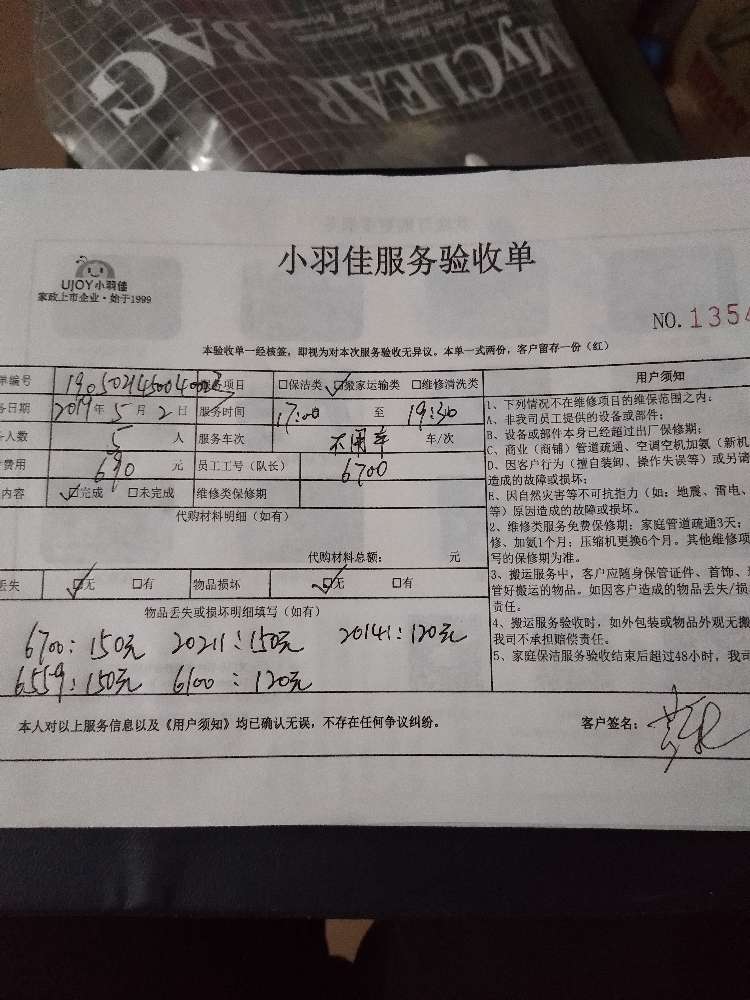 MyCLEAR
BAG
UJOY小羽佳
家政上市企业·始于1999
小羽佳服务验收单
NO.1354
本验收单一经核签，即视为对本次服务验收无异议。本单一式两份，客户留存一份（红）
单编号 服务项目 □保洁类 ☑搬家运输类 □维修清洗类
务日期 2019年5月2日 服务时间 17:00 至 19:30
务人数 5 人 服务车次 不用车 车/次
费用 690 元 员工工号（队长） 6700
内容 ☑完成 □未完成 维修类保修期
代购材料明细（如有）
代购材料总额： 元
丢失 ☑无 □有 物品损坏 ☑无 □有
物品丢失或损坏明细填写（如有）
6700：150元 20211：150元 20141：120元
6559：150元 6100：120元
用户须知
1、下列情况不在维修项目的维保范围之内：
A、非我司员工提供的设备或部件；
B、设备或部件本身已经超过出厂保修期；
C、商业（商铺）管道疏通、空调空机加氨（新机
D、因客户行为（擅自装卸、操作失误等）或另请
造成的故障或损坏；
E、因自然灾害等不可抗指力（如：地震、雷电、
等）原因造成的故障或损坏。
2、维修类服务免费保修期：家庭管道疏通3天；
修、加氨1个月；压缩机更换6个月。其他维修项
写的保修期为准。
3、搬运服务中，客户应随身保管证件、首饰、
管好搬运的物品。如因客户造成的物品丢失/损
责任。
4、搬运服务验收时，如外包装或物品外观无搬
我司不承担赔偿责任。
5、家庭保洁服务验收结束后超过48小时，我司
本人对以上服务信息以及《用户须知》均已确认无误，不存在任何争议纠纷。 客户签名：